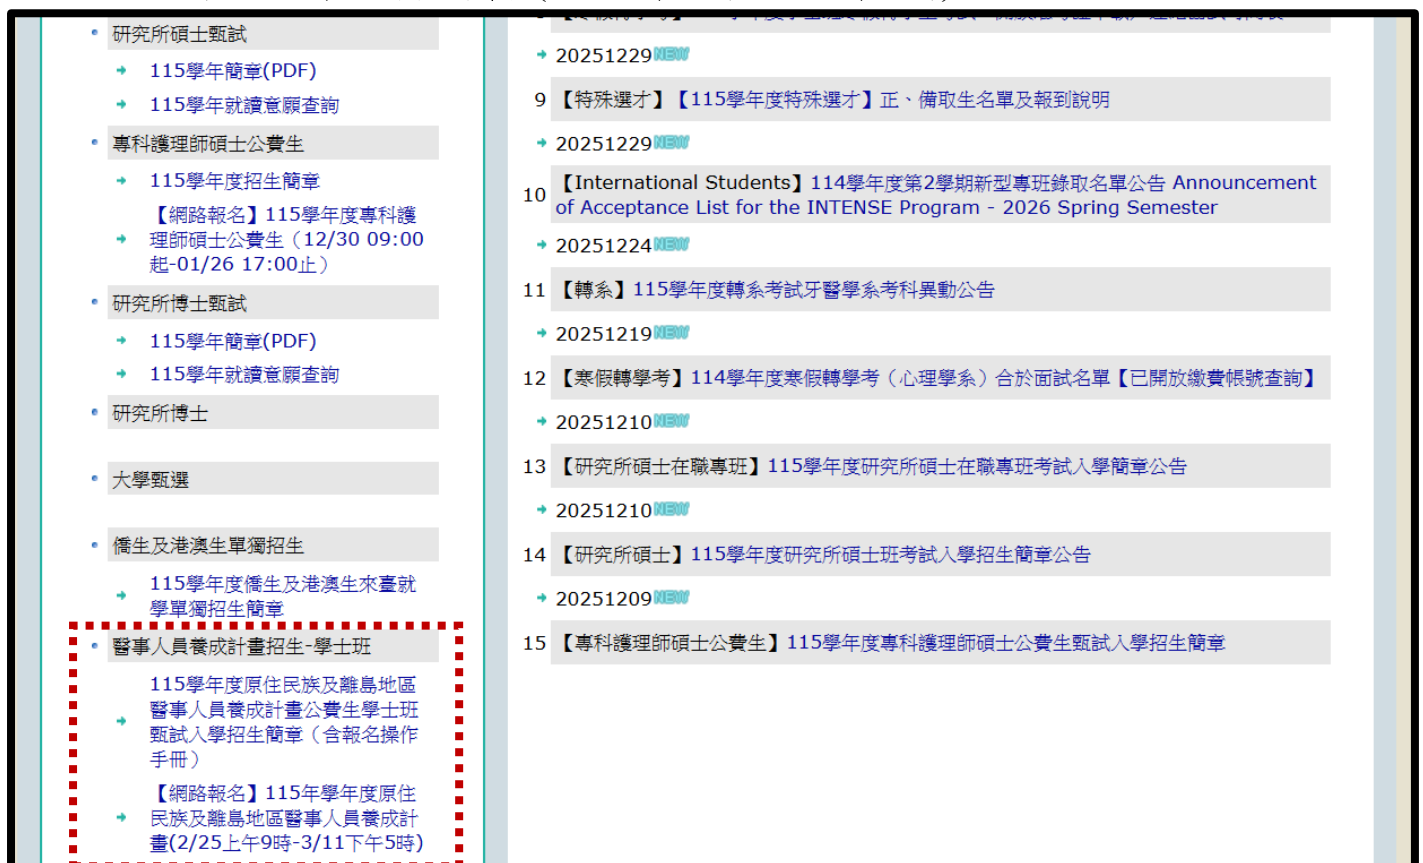 研究所碩士甄試
115學年簡章(PDF)
115學年就讀意願查詢
專科護理師碩士公費生
115學年度招生簡章
【網路報名】115學年度專科護
理師碩士公費生（12/30 09:00
起-01/26 17:00止）
研究所博士甄試
115學年簡章(PDF)
115學年就讀意願查詢
研究所博士
大學甄選
僑生及港澳生單獨招生
115學年度僑生及港澳生來臺就
學單獨招生簡章
醫事人員養成計畫招生-學士班
115學年度原住民族及離島地區
醫事人員養成計畫公費生學士班
甄試入學招生簡章（含報名操作
手冊）
【網路報名】115年學年度原住
民族及離島地區醫事人員養成計
畫(2/25上午9時-3/11下午5時)
20251229NEW
9 【特殊選才】【115學年度特殊選才】正、備取生名單及報到說明
20251229NEW
10 【International Students】114學年度第2學期新型專班錄取名單公告 Announcement
of Acceptance List for the INTENSE Program - 2026 Spring Semester
20251224NEW
11 【轉系】115學年度轉系考試牙醫學系考科異動公告
20251219NEW
12 【寒假轉學考】114學年度寒假轉學考（心理學系）合於面試名單【已開放繳費帳號查詢】
20251210NEW
13 【研究所碩士在職專班】115學年度研究所碩士在職專班考試入學簡章公告
20251210NEW
14 【研究所碩士】115學年度研究所碩士班考試入學招生簡章公告
20251209NEW
15 【專科護理師碩士公費生】115學年度專科護理師碩士公費生甄試入學招生簡章